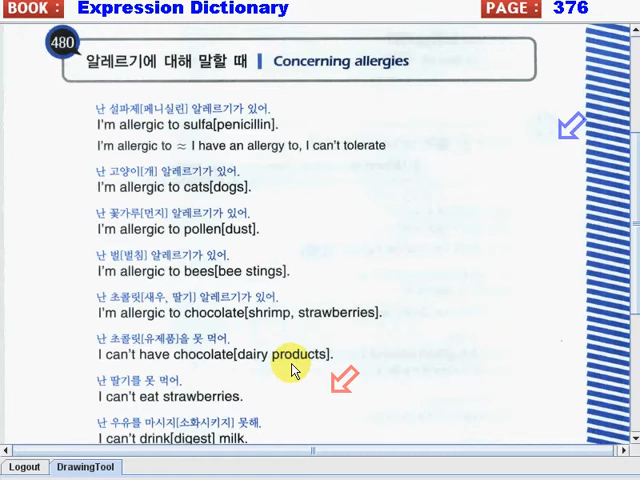 BOOK : Expression Dictionary PAGE : 376
480 알레르기에 대해 말할 때 Concerning allergies
난 설파제[페니실린] 알레르기가 있어.
I'm allergic to sulfa[penicillin].
I'm allergic to ≈ I have an allergy to, I can't tolerate
난 고양이[개] 알레르기가 있어.
I'm allergic to cats[dogs].
난 꽃가루[먼지] 알레르기가 있어.
I'm allergic to pollen[dust].
난 벌[벌침] 알레르기가 있어.
I'm allergic to bees[bee stings].
난 초콜릿[새우, 딸기] 알레르기가 있어.
I'm allergic to chocolate[shrimp, strawberries].
난 초콜릿[유제품]을 못 먹어.
I can't have chocolate[dairy products].
난 딸기를 못 먹어.
I can't eat strawberries.
난 우유를 마시지[소화시키지] 못해.
I can't drink[digest] milk.
Logout DrawingTool